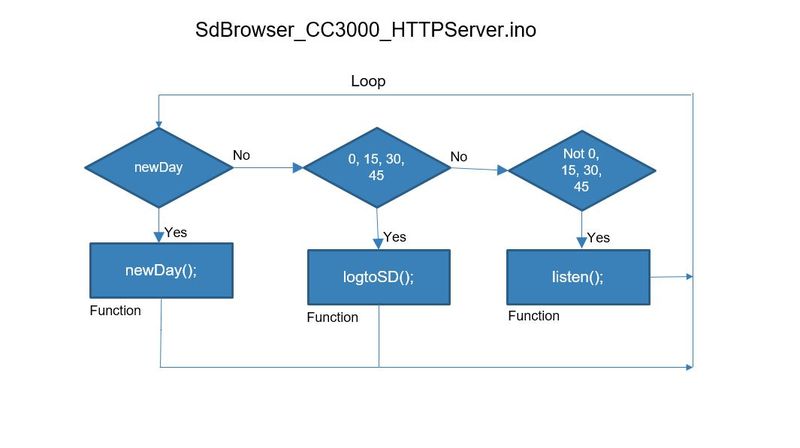 SdBrowser_CC3000_HTTPServer.ino
Loop
newDay
No
0, 15, 30,
45
No
Not 0,
15, 30,
45
Yes
Yes
Yes
newDay();
logtoSD();
listen();
Function
Function
Function